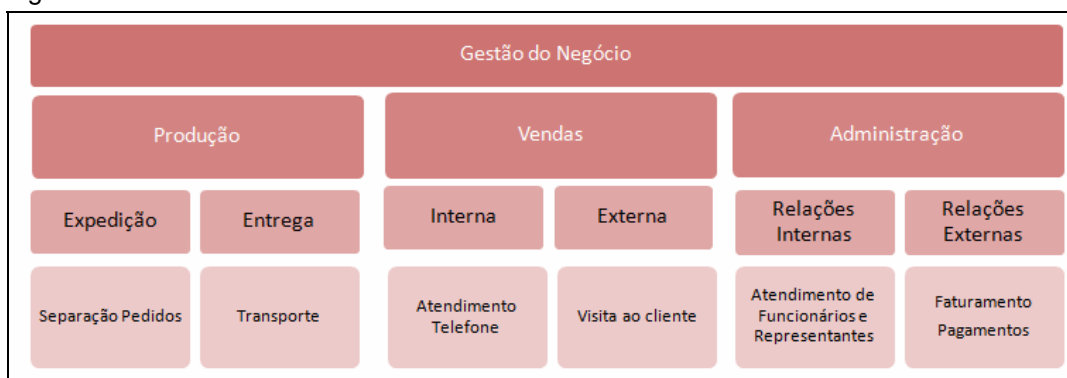 Gestão do Negócio
Produção
Vendas
Administração
Expedição
Entrega
Interna
Externa
Relações
Internas
Relações
Externas
Separação Pedidos
Transporte
Atendimento
Telefone
Visita ao cliente
Atendimento de
Funcionários e
Representantes
Faturamento
Pagamentos